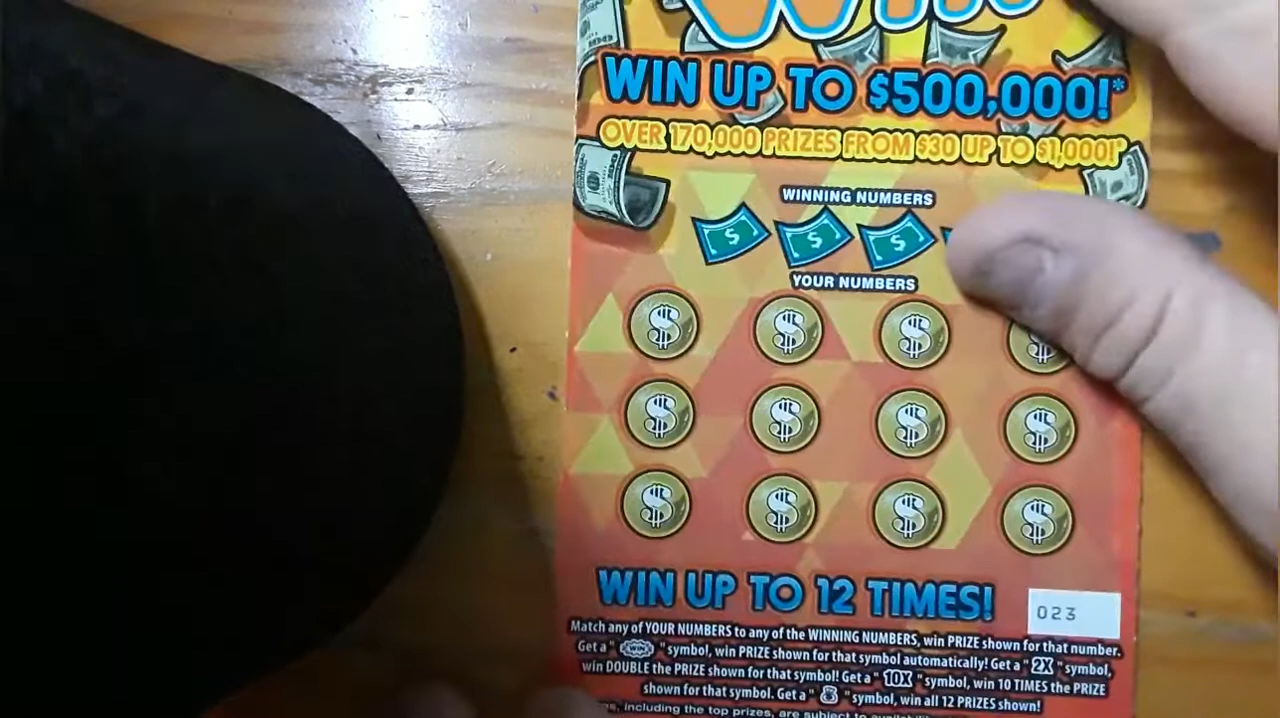 WIN UP TO $500,000!*
OVER 170,000 PRIZES FROM $30 UP TO $1,000!*
WINNING NUMBERS
$ $ $
YOUR NUMBERS
$ $ $ $
$ $ $ $
$ $ $ $
WIN UP TO 12 TIMES!
023
Match any of YOUR NUMBERS to any of the WINNING NUMBERS, win PRIZE shown for that number.
Get a " WIN " symbol, win PRIZE shown for that symbol automatically! Get a " 2X " symbol,
win DOUBLE the PRIZE shown for that symbol! Get a " 10X " symbol, win 10 TIMES the PRIZE
shown for that symbol. Get a " " symbol, win all 12 PRIZES shown!
including the top prizes, are subject to